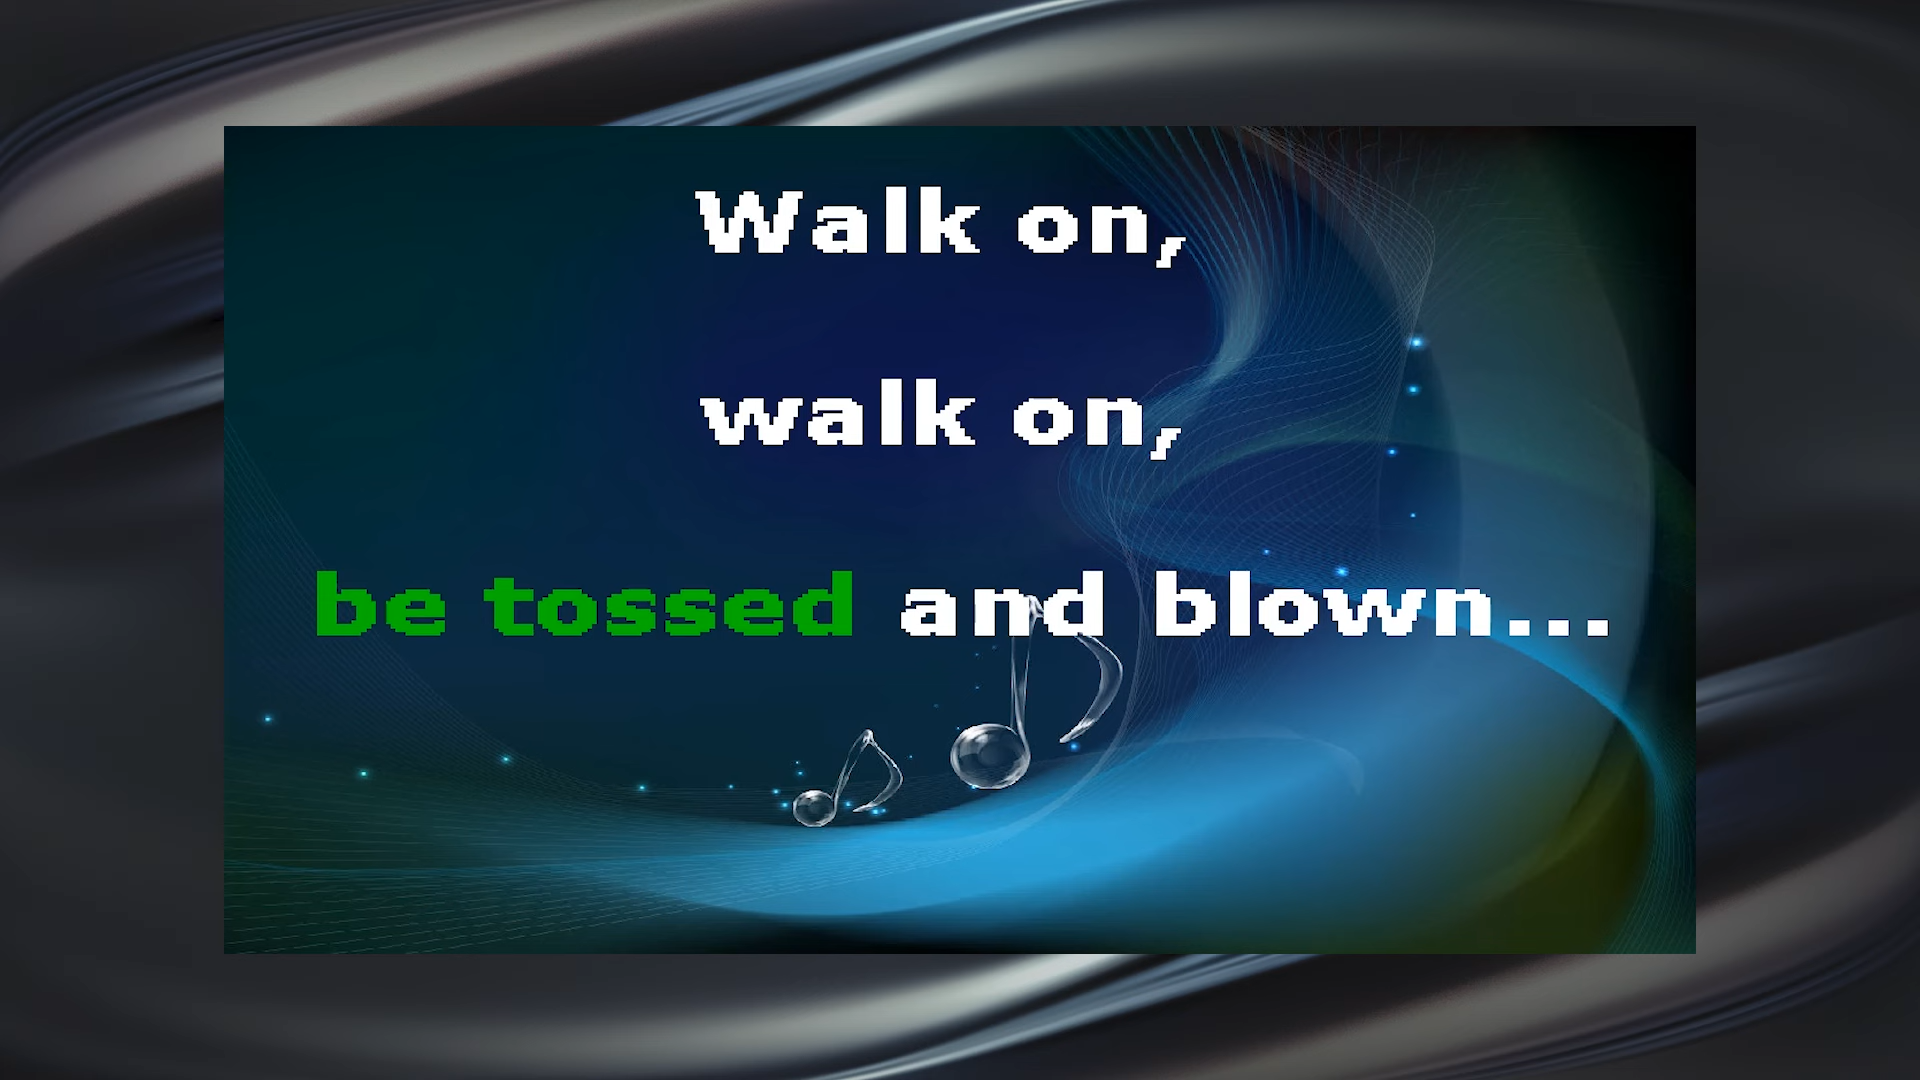 Walk on,
walk on,
be tossed and blown...